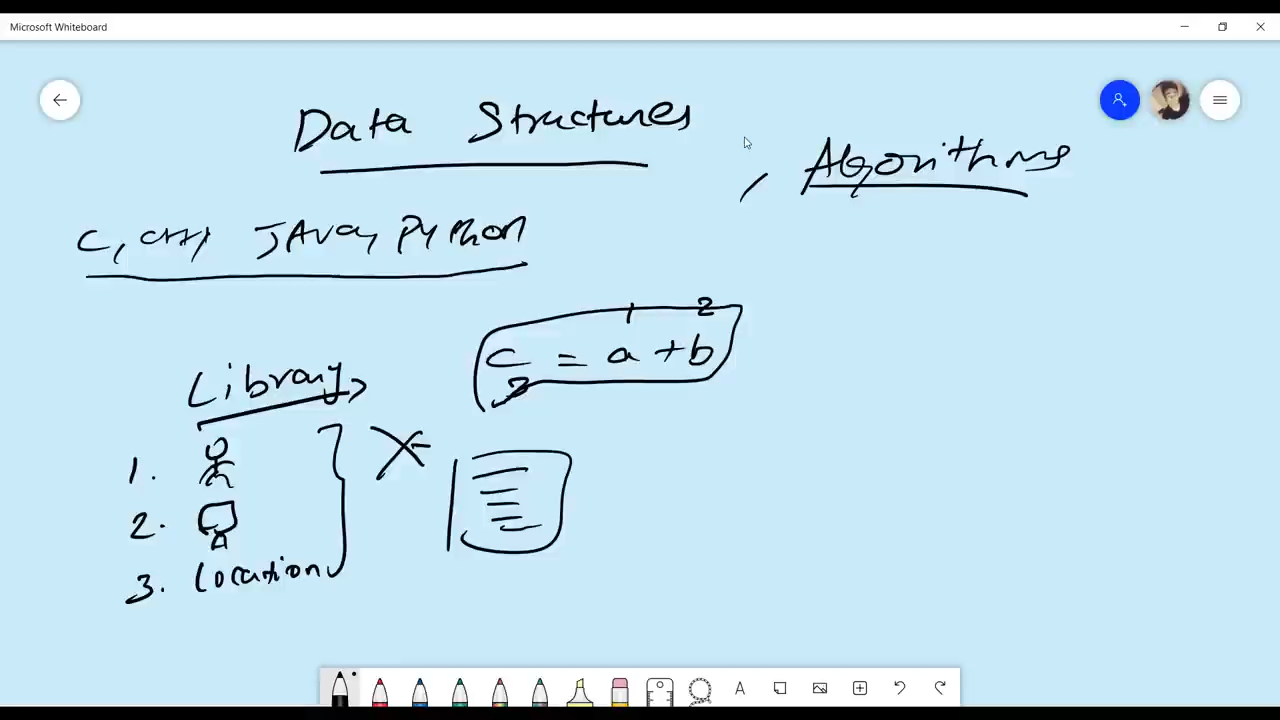 Microsoft Whiteboard
Data Structures
, Algorithms
C, C++, JAVA, PYTHON
1 2
c = a + b
3
Library,
1.
2.
3. location
A